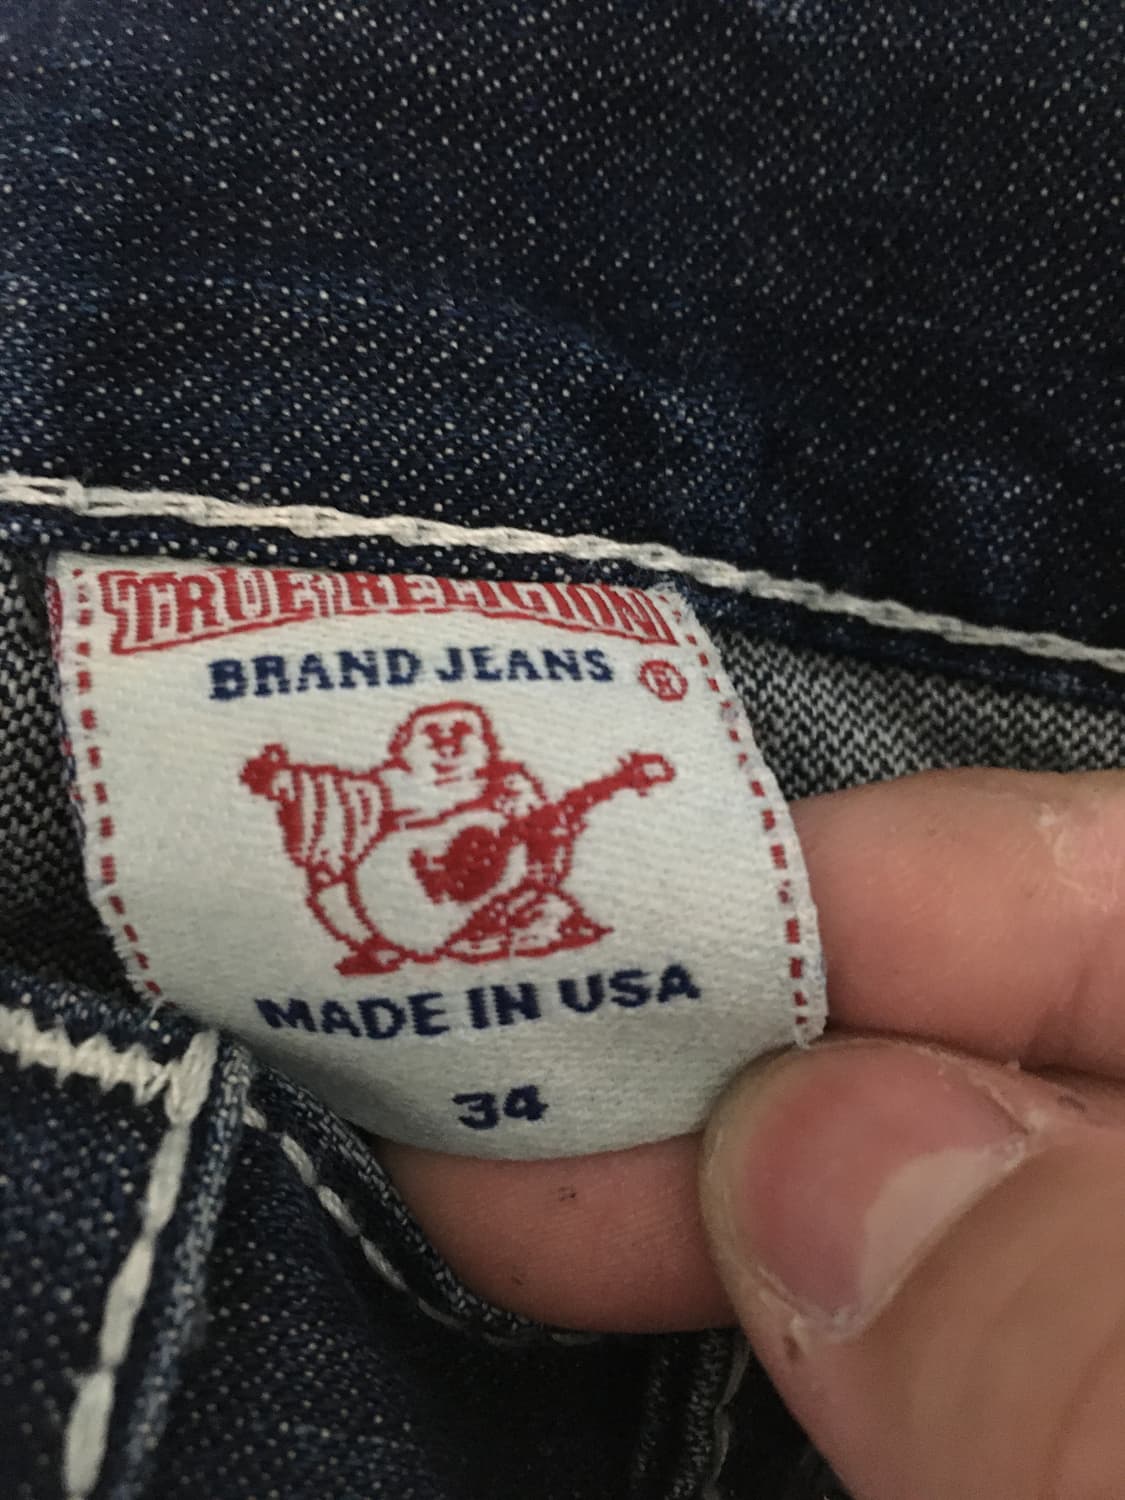 TRUE RELIGION
BRAND JEANS ®
MADE IN USA
34